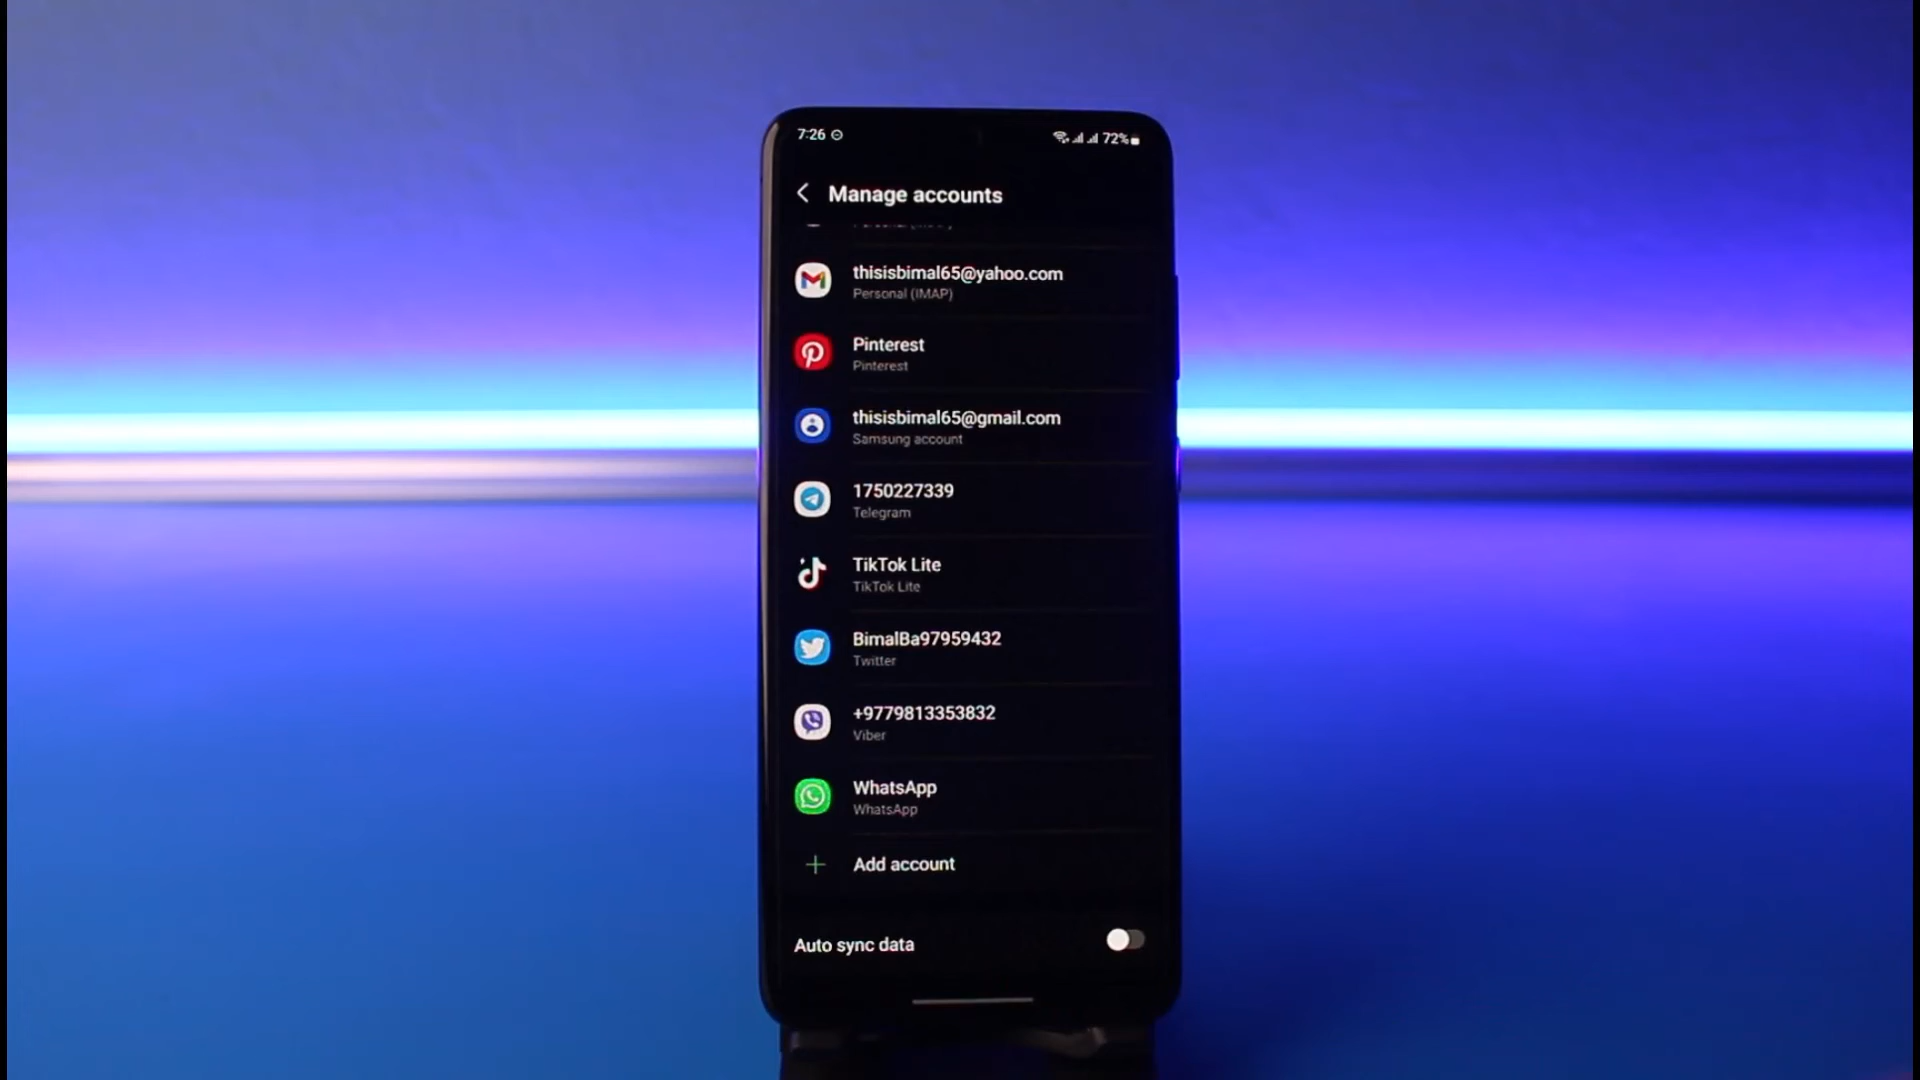 7:26
72%
Manage accounts
thisisbimal65@yahoo.com
Personal (IMAP)
Pinterest
Pinterest
thisisbimal65@gmail.com
Samsung account
1750227339
Telegram
TikTok Lite
TikTok Lite
BimalBa97959432
Twitter
+9779813353832
Viber
WhatsApp
WhatsApp
Add account
Auto sync data